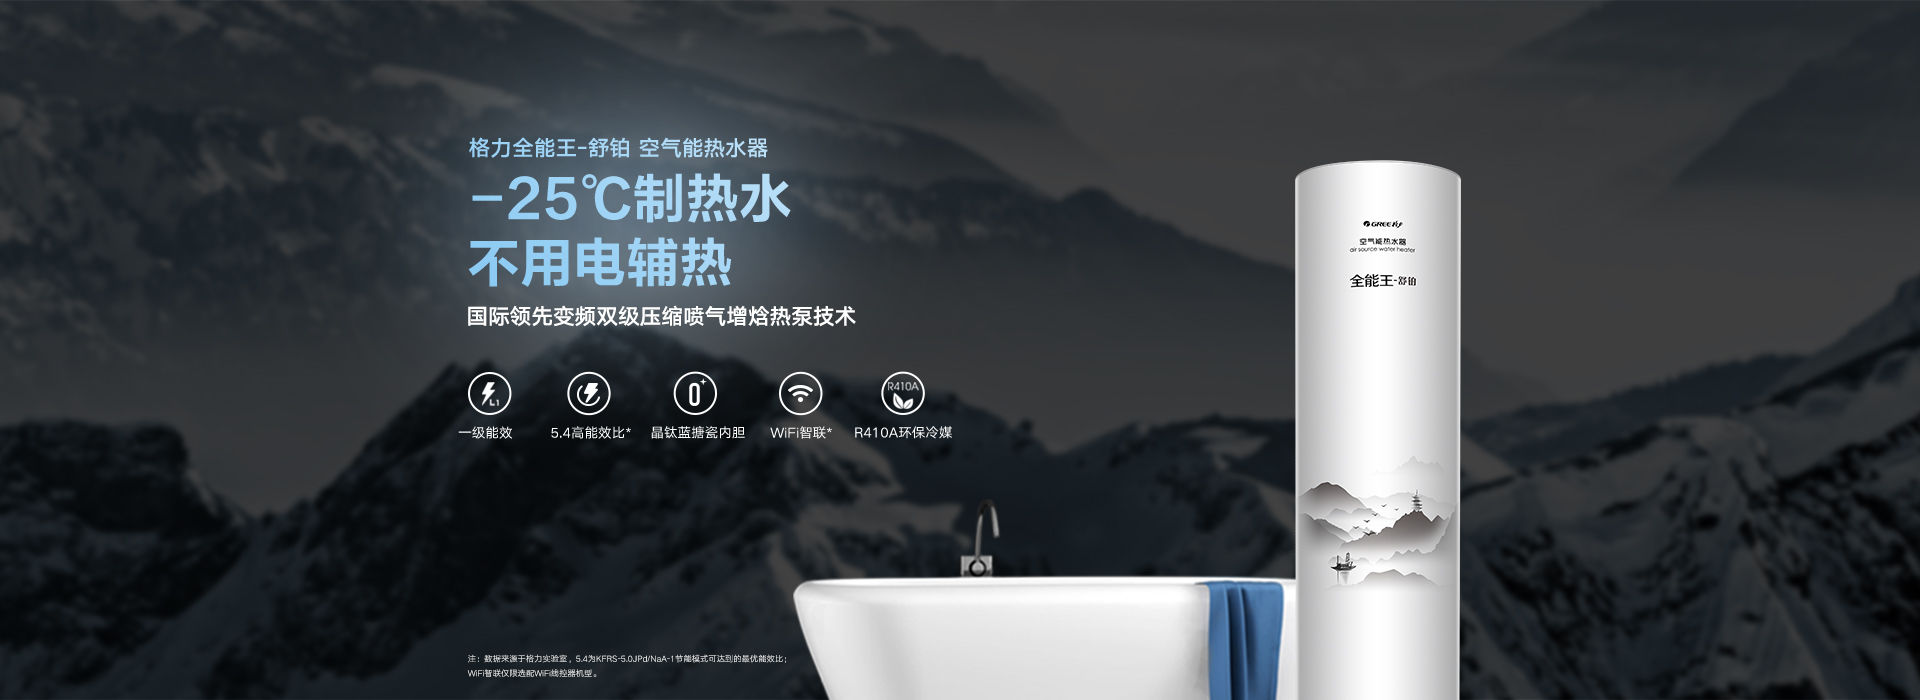 格力全能王-舒铂 空气能热水器
-25℃制热水
不用电辅热
国际领先变频双级压缩喷气增焓热泵技术
L1
R410A
一级能效
5.4高能效比*
晶钛蓝搪瓷内胆
WiFi智联*
R410A环保冷媒
注：数据来源于格力实验室，5.4为KFRS-5.0JPd/NaA-1节能模式可达到的最优能效比；
WiFi智联仅限选配WiFi线控器机型。
GREE格力
空气能热水器
air source water heater
全能王-舒铂